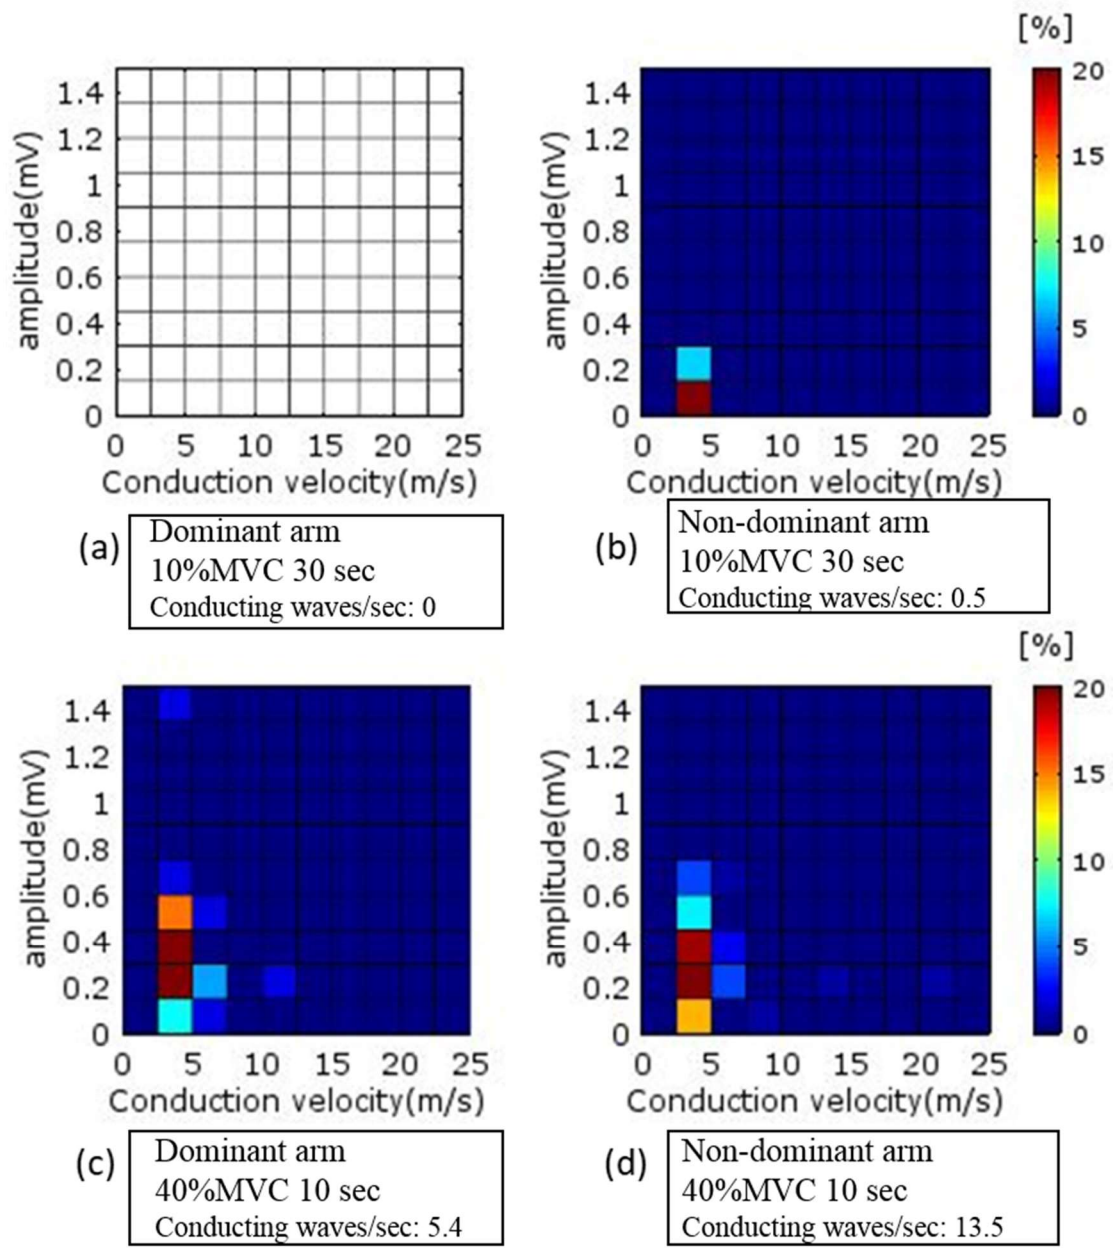 [%]
1.4
1.2
1
0.8
0.6
0.4
0.2
0
amplitude(mV)
0 5 10 15 20 25
Conduction velocity(m/s)
1.4
1.2
1
0.8
0.6
0.4
0.2
0
amplitude(mV)
0 5 10 15 20 25
Conduction velocity(m/s)
20
15
10
5
0
(a)
Dominant arm
10%MVC 30 sec
Conducting waves/sec: 0
(b)
Non-dominant arm
10%MVC 30 sec
Conducting waves/sec: 0.5
[%]
1.4
1.2
1
0.8
0.6
0.4
0.2
0
amplitude(mV)
0 5 10 15 20 25
Conduction velocity(m/s)
1.4
1.2
1
0.8
0.6
0.4
0.2
0
amplitude(mV)
0 5 10 15 20 25
Conduction velocity(m/s)
20
15
10
5
0
(c)
Dominant arm
40%MVC 10 sec
Conducting waves/sec: 5.4
(d)
Non-dominant arm
40%MVC 10 sec
Conducting waves/sec: 13.5